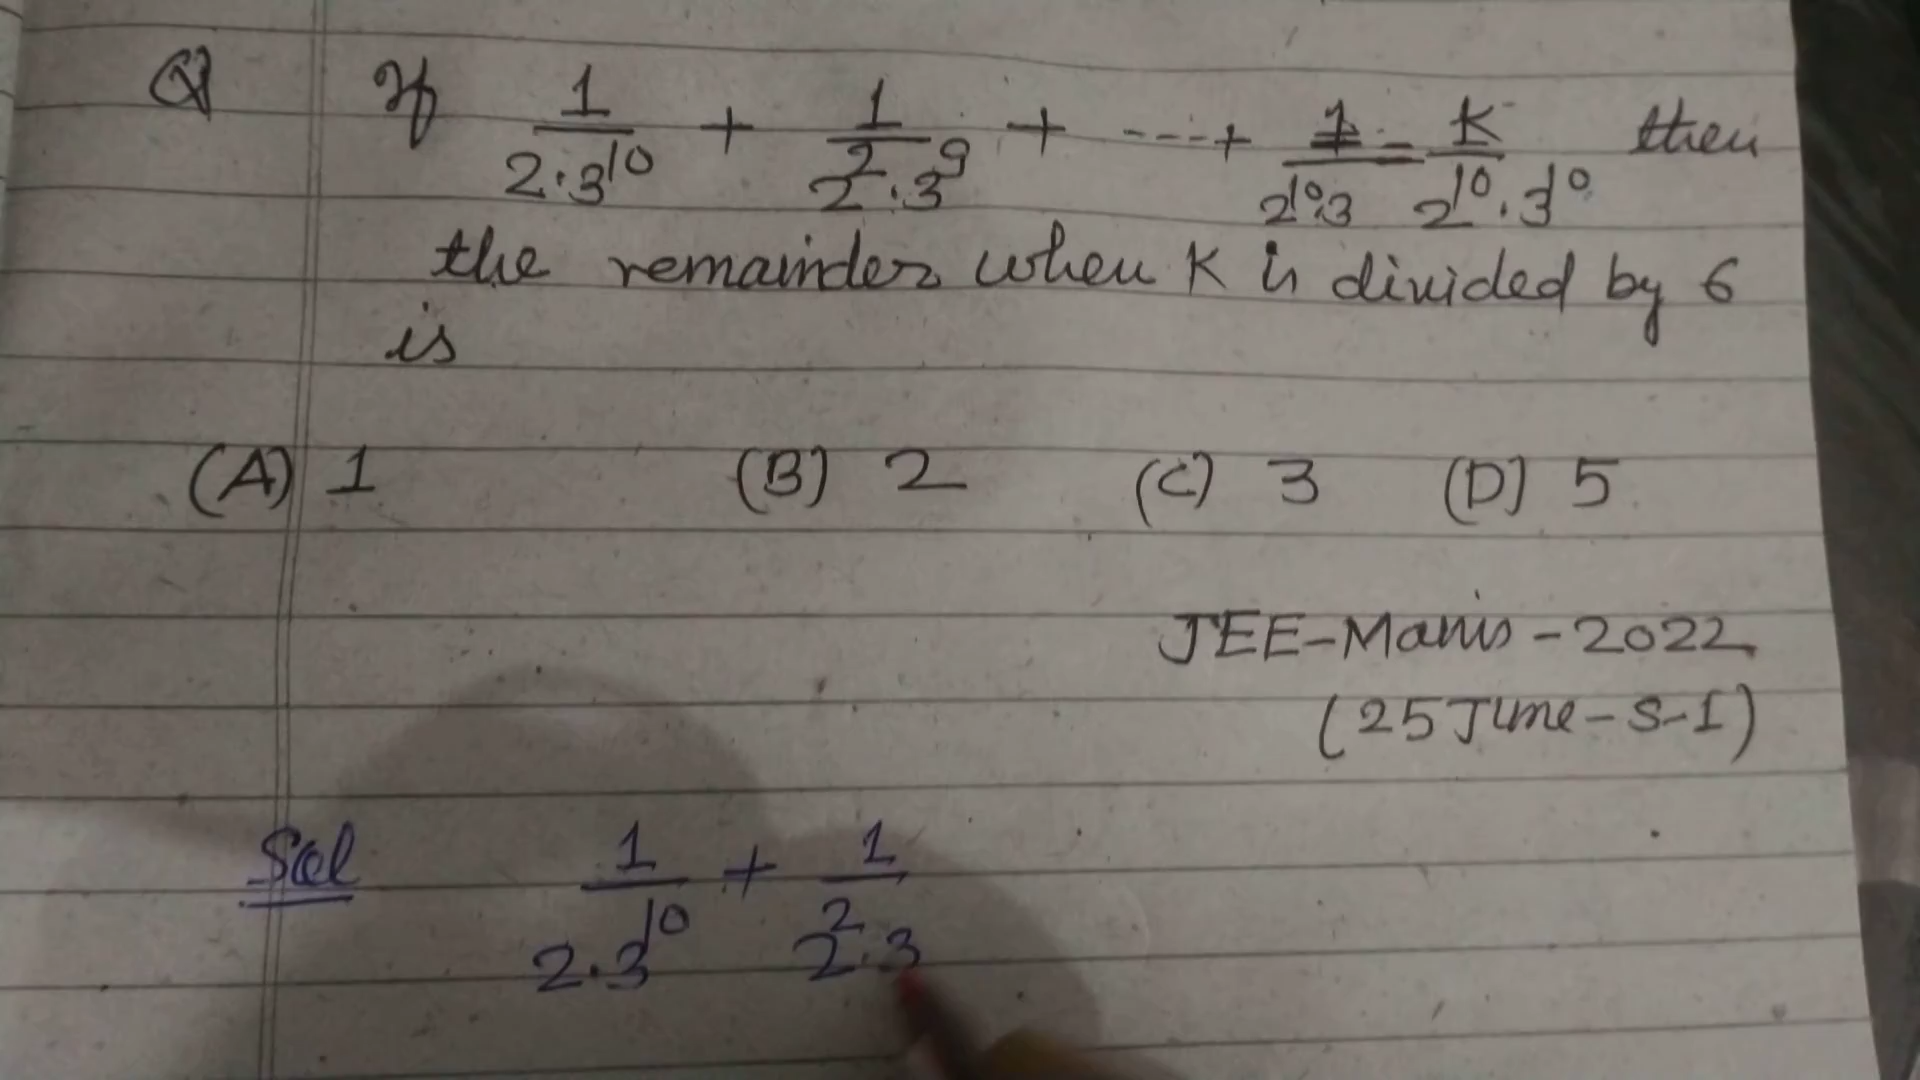 Q If 1/2·3^10 + 1/2^2·3^9 + ---+ 1/2^10·3 = K/2^10·3^10 then
the remainder when K is divided by 6
is
(A) 1 (B) 2 (C) 3 (D) 5
JEE-Mains-2022
(25 June-S-I)
Sol 1/2·3^10 + 1/2^2·3